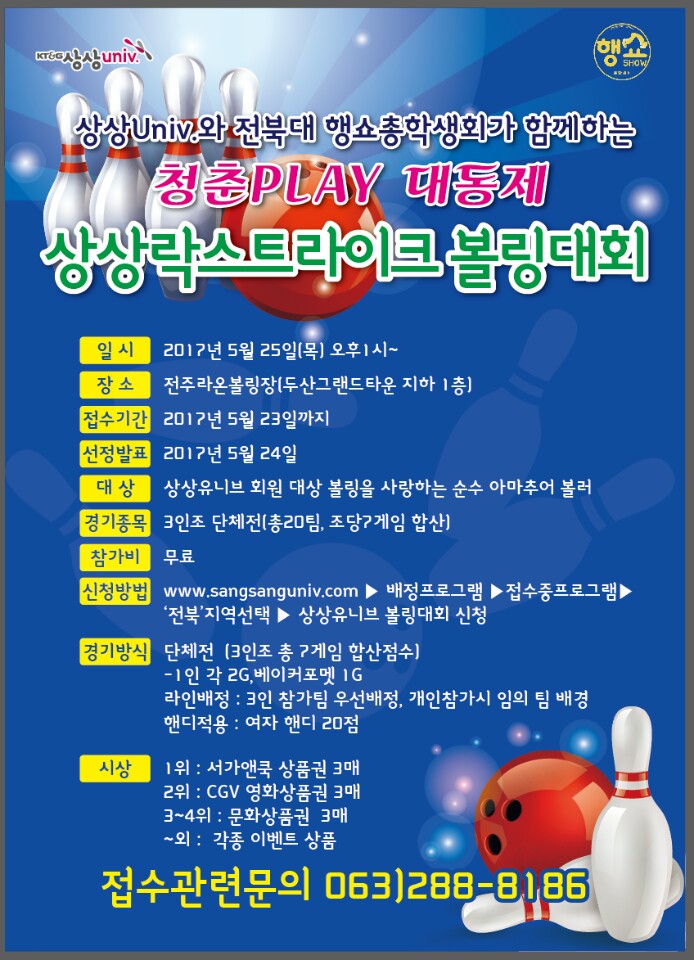 KT&G 상상univ.
행쇼
SHOW
상상Univ.와 전북대 행쇼총학생회가 함께하는
청춘PLAY 대동제
상상락스트라이크 볼링대회
일 시 2017년 5월 25일(목) 오후1시~
장 소 전주라온볼링장(두산그랜드타운 지하 1층)
접수기간 2017년 5월 23일까지
선정발표 2017년 5월 24일
대 상 상상유니브 회원 대상 볼링을 사랑하는 순수 아마추어 볼러
경기종목 3인조 단체전(총20팀, 조당7게임 합산)
참가비 무료
신청방법 www.sangsanguniv.com ▶ 배정프로그램 ▶접수중프로그램▶
‘전북’지역선택 ▶ 상상유니브 볼링대회 신청
경기방식 단체전 (3인조 총 7게임 합산점수)
-1인 각 2G,베이커포멧 1G
라인배정 : 3인 참가팀 우선배정, 개인참가시 임의 팀 배경
핸디적용 : 여자 핸디 20점
시상 1위 : 서가앤쿡 상품권 3매
2위 : CGV 영화상품권 3매
3~4위 : 문화상품권 3매
~외 : 각종 이벤트 상품
접수관련문의 063)288-8186